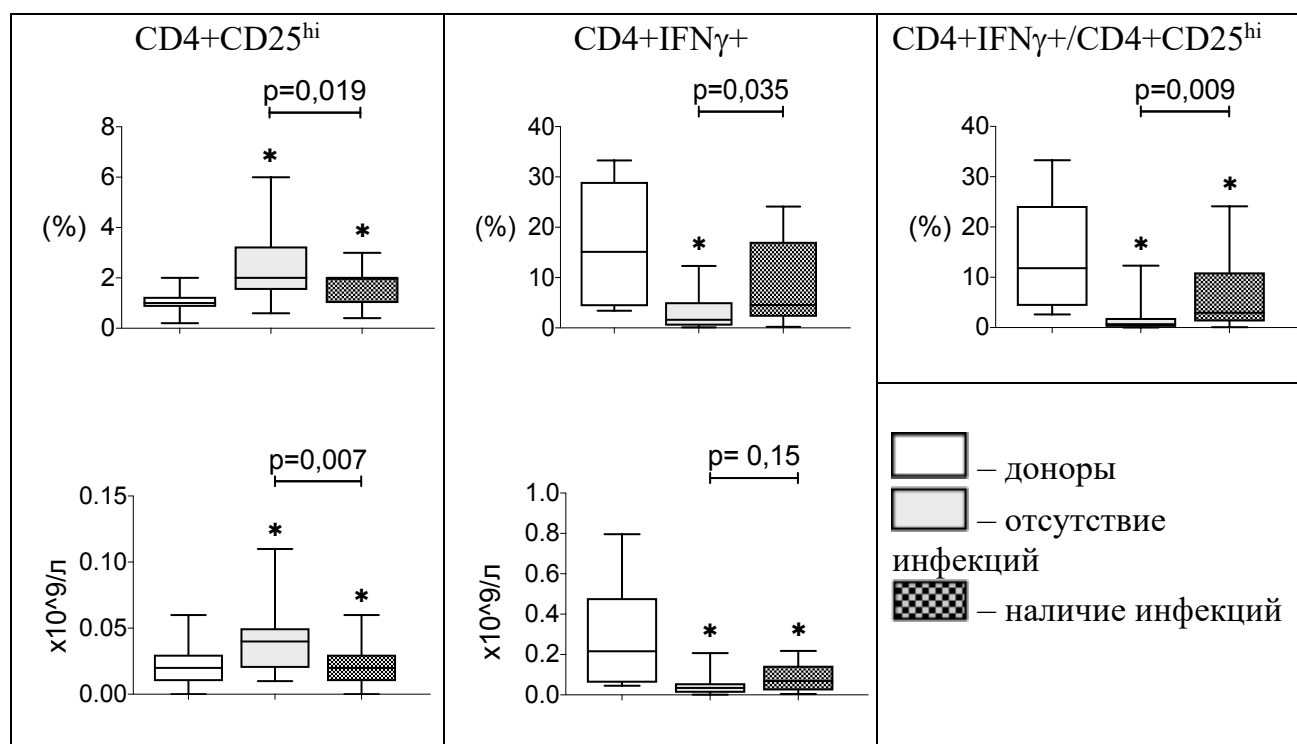 CD4+CD25hi
p=0,019
8
*
6
*
(%)
4
2
0
p=0,007
0.15
*
0.10
*
x10^9/л
0.05
0.00
CD4+IFNγ+
p=0,035
40
30
(%)
*
20
10
0
p= 0,15
1.0
0.8
0.6
x10^9/л
* *
0.4
0.2
0.0
CD4+IFNγ+/CD4+CD25hi
p=0,009
40
30
*
(%)
*
20
10
0
– доноры
– отсутствие
инфекций
– наличие инфекций